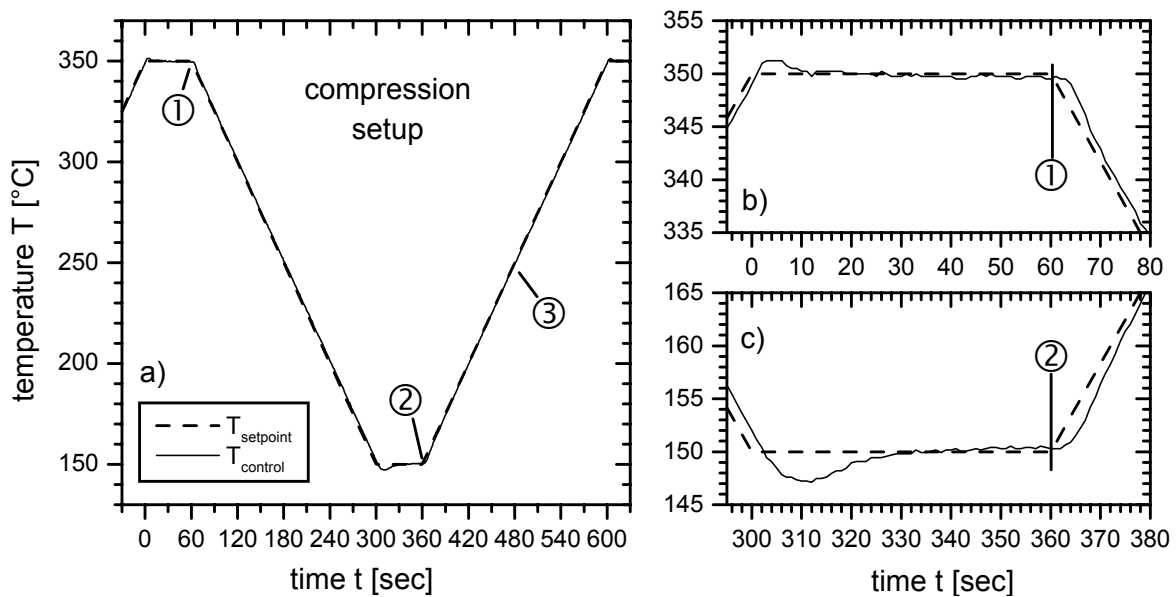 temperature T [°C]
350
300
250
200
150
compression
setup
①
②
③
a)
T_setpoint
T_control
0 60 120 180 240 300 360 420 480 540 600
time t [sec]
355
350
345
340
335
b)
①
0 10 20 30 40 50 60 70 80
165
160
155
150
145
c)
②
300 310 320 330 340 350 360 370 380
time t [sec]